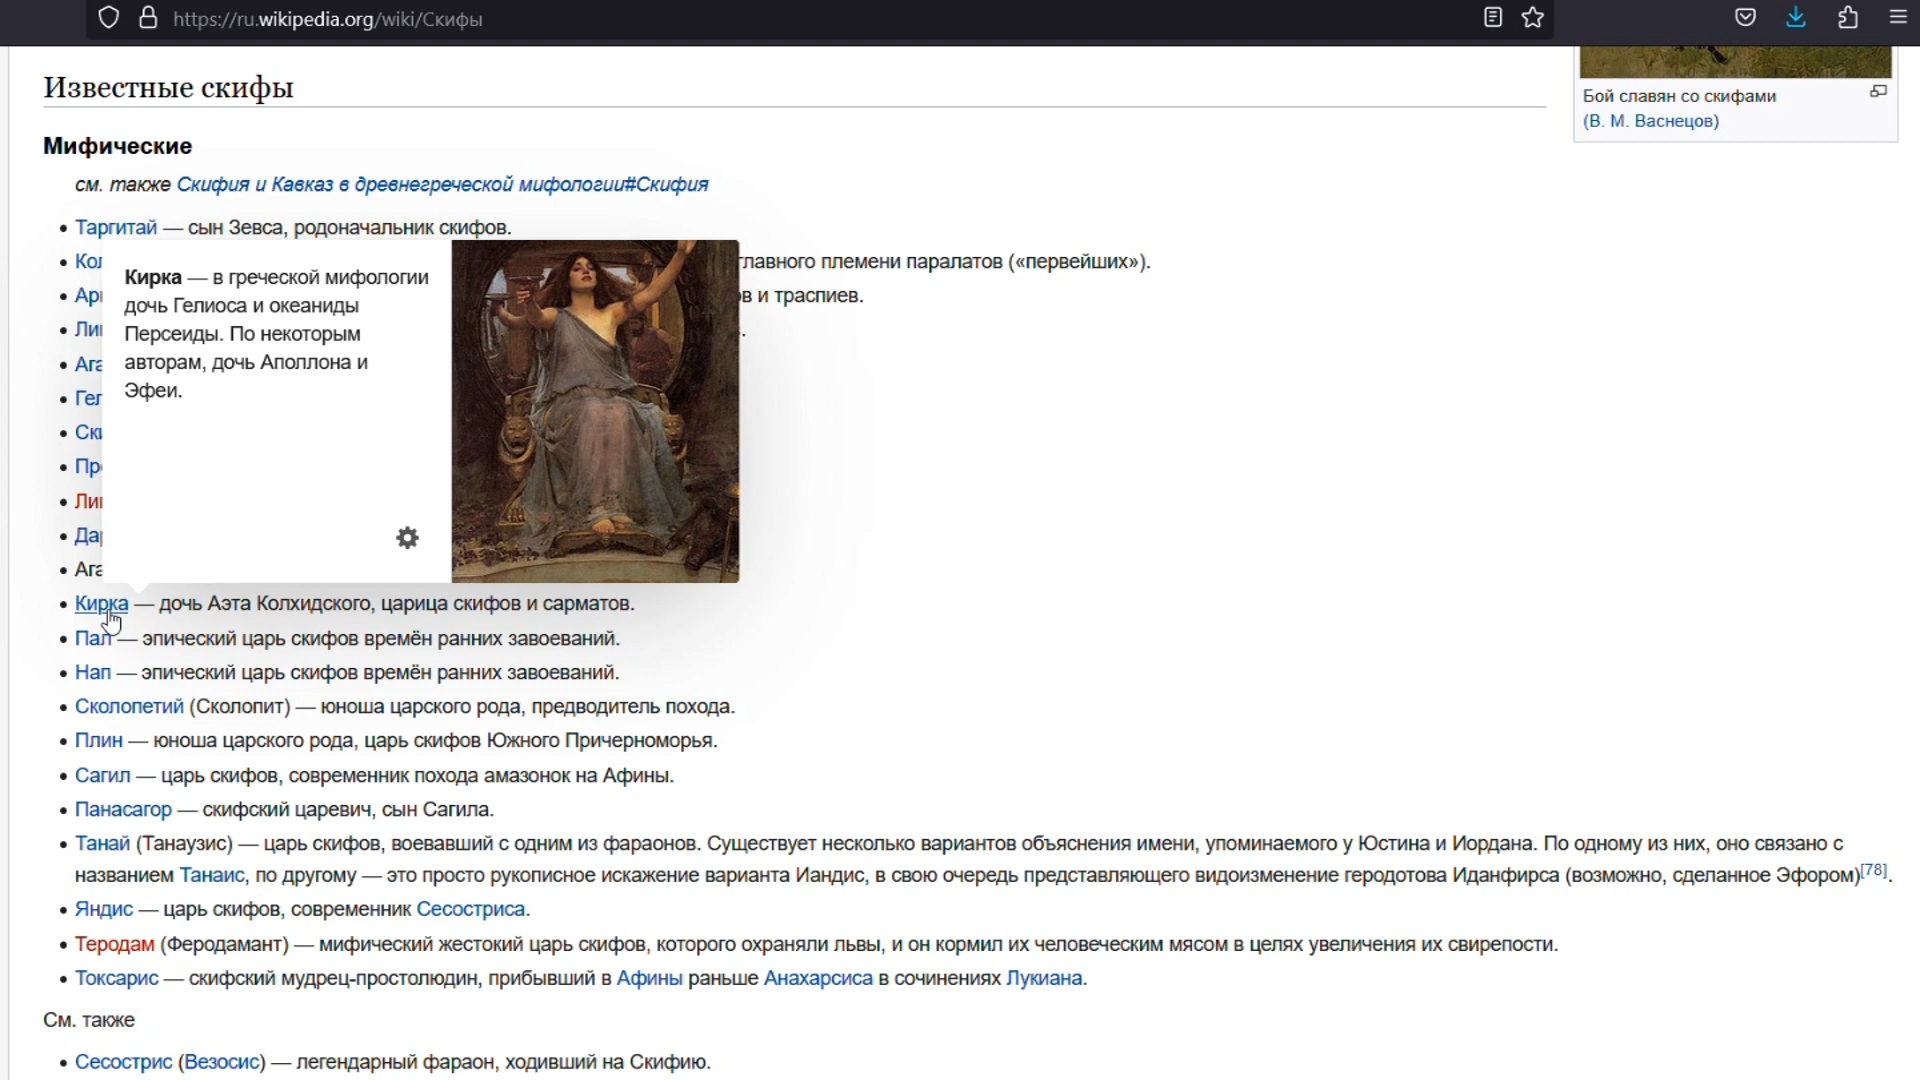 https://ru.wikipedia.org/wiki/Скифы
Известные скифы
Бой славян со скифами
(В. М. Васнецов)
Мифические
см. также Скифия и Кавказ в древнегреческой мифологии#Скифия
Таргитай — сын Зевса, родоначальник скифов.
главного племени паралатов («первейших»).
и траспиев.
Кирка — в греческой мифологии
дочь Гелиоса и океаниды
Персеиды. По некоторым
авторам, дочь Аполлона и
Эфеи.
Кирка — дочь Аэта Колхидского, царица скифов и сарматов.
Пал — эпический царь скифов времён ранних завоеваний.
Нап — эпический царь скифов времён ранних завоеваний.
Сколопетий (Сколопит) — юноша царского рода, предводитель похода.
Плин — юноша царского рода, царь скифов Южного Причерноморья.
Сагил — царь скифов, современник похода амазонок на Афины.
Панасагор — скифский царевич, сын Сагила.
Танай (Танаузис) — царь скифов, воевавший с одним из фараонов. Существует несколько вариантов объяснения имени, упоминаемого у Юстина и Иордана. По одному из них, оно связано с
названием Танаис, по другому — это просто рукописное искажение варианта Иандис, в свою очередь представляющего видоизменение геродотова Иданфирса (возможно, сделанное Эфором)[78].
Яндис — царь скифов, современник Сесостриса.
Теродам (Феродамант) — мифический жестокий царь скифов, которого охраняли львы, и он кормил их человеческим мясом в целях увеличения их свирепости.
Токсарис — скифский мудрец-простолюдин, прибывший в Афины раньше Анахарсиса в сочинениях Лукиана.
См. также
Сесострис (Везосис) — легендарный фараон, ходивший на Скифию.